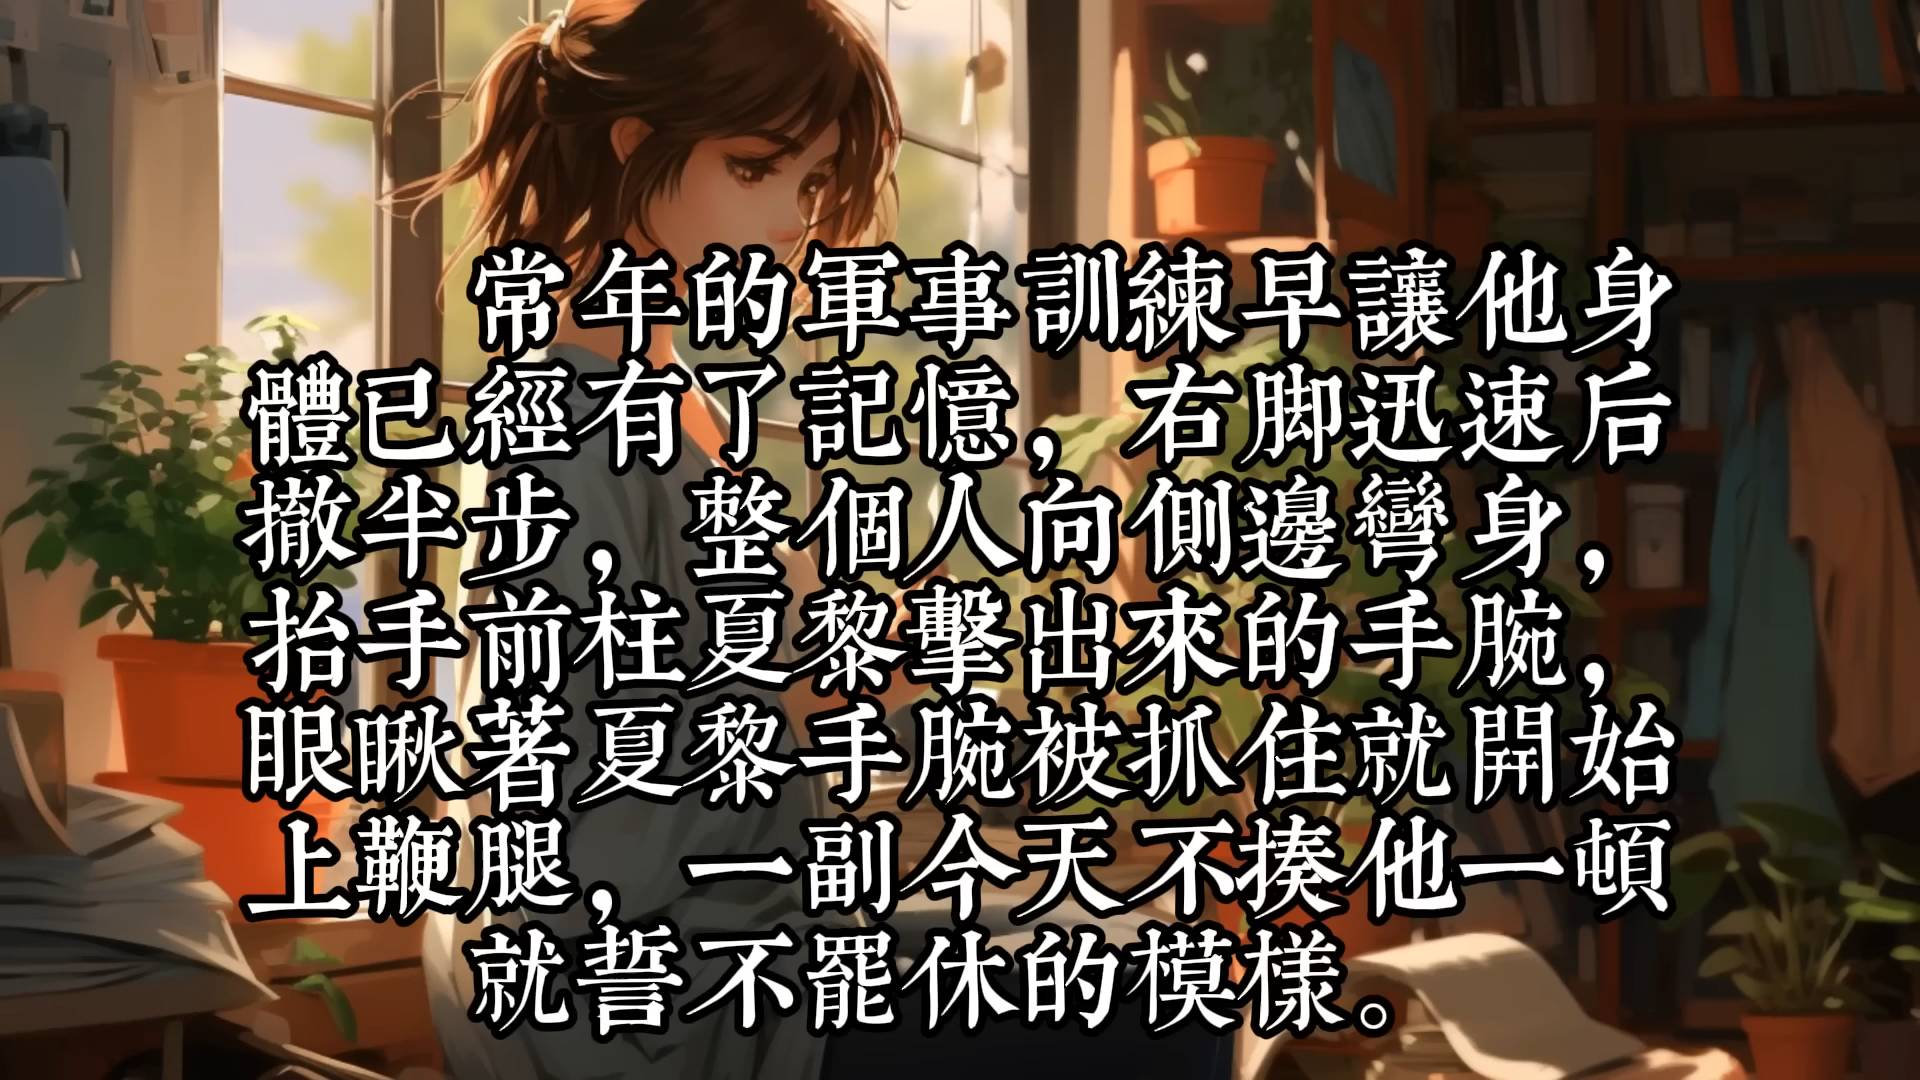 常年的軍事訓練早讓他身
體已經有了記憶，右脚迅速后
撤半步，整個人向側邊彎身，
抬手前柱夏黎擊出來的手腕，
眼瞅著夏黎手腕被抓住就開始
上鞭腿，一副今天不揍他一頓
就誓不罷休的模樣。